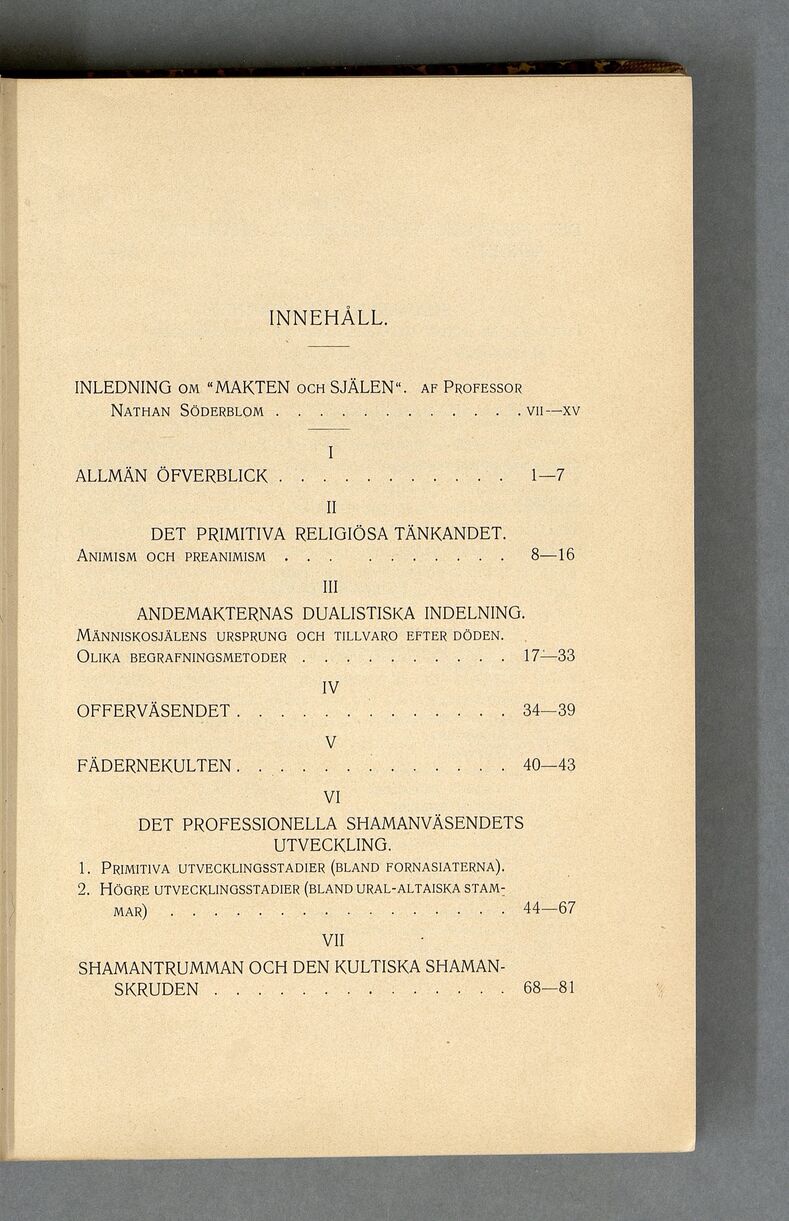 INNEHÅLL.
INLEDNING OM “MAKTEN OCH SJÄLEN“. AF PROFESSOR
NATHAN SÖDERBLOM . . . . . . . . . . . . VII—XV
I
ALLMÄN ÖFVERBLICK . . . . . . . . . . . 1—7
II
DET PRIMITIVA RELIGIÖSA TÄNKANDET.
ANIMISM OCH PREANIMISM . . . . . . . . . . 8—16
III
ANDEMAKTERNAS DUALISTISKA INDELNING.
MÄNNISKOSJÄLENS URSPRUNG OCH TILLVARO EFTER DÖDEN.
OLIKA BEGRAFNINGSMETODER . . . . . . . . . . 17—33
IV
OFFERVÄSENDET . . . . . . . . . . . . . 34—39
V
FÄDERNEKULTEN . . . . . . . . . . . . . 40—43
VI
DET PROFESSIONELLA SHAMANVÄSENDETS
UTVECKLING.
1. PRIMITIVA UTVECKLINGSSTADIER (BLAND FORNASIATERNA).
2. HÖGRE UTVECKLINGSSTADIER (BLAND URAL-ALTAISKA STAM-
MAR) . . . . . . . . . . . . . . . . 44—67
VII
SHAMANTRUMMAN OCH DEN KULTISKA SHAMAN-
SKRUDEN . . . . . . . . . . . . . . 68—81